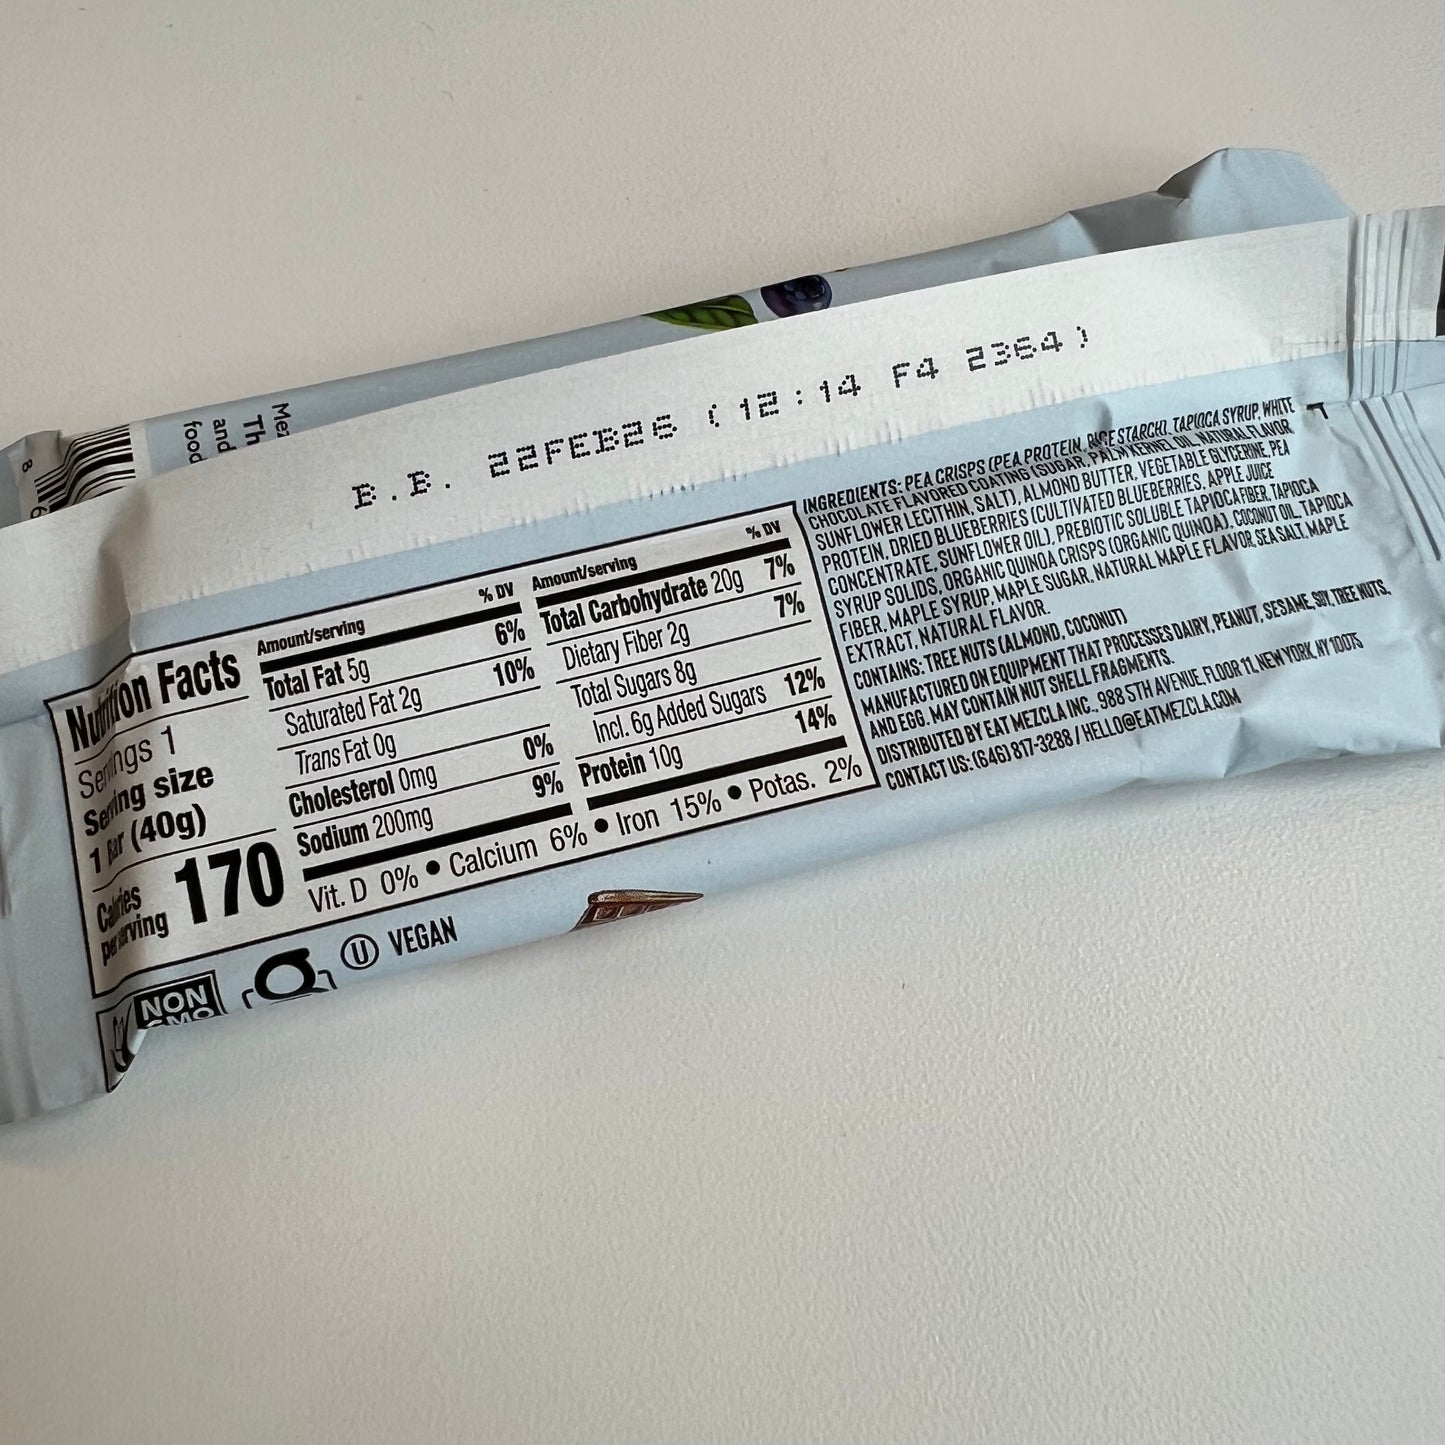 Mez
Th
and
food
8
6
B.B. 22FEB26 (12:14 F4 2364)
Nutrition Facts
Servings 1
Serving size
1 Bar (40g)
Calories
per serving
170
Amount/serving % DV
Total Fat 5g 6%
Saturated Fat 2g 10%
Trans Fat 0g
Cholesterol 0mg 0%
Sodium 200mg 9%
Amount/serving % DV
Total Carbohydrate 20g 7%
Dietary Fiber 2g 7%
Total Sugars 8g
Incl. 6g Added Sugars 12%
Protein 10g 14%
Vit. D 0% • Calcium 6% • Iron 15% • Potas. 2%
INGREDIENTS: PEA CRISPS (PEA PROTEIN, RICE STARCH), TAPIOCA SYRUP, WHITE
CHOCOLATE FLAVORED COATING (SUGAR, PALM KERNEL OIL, NATURAL FLAVOR,
SUNFLOWER LECITHIN, SALT), ALMOND BUTTER, VEGETABLE GLYCERINE, PEA
PROTEIN, DRIED BLUEBERRIES (CULTIVATED BLUEBERRIES, APPLE JUICE
CONCENTRATE, SUNFLOWER OIL), PREBIOTIC SOLUBLE TAPIOCA FIBER, TAPIOCA
SYRUP SOLIDS, ORGANIC QUINOA CRISPS (ORGANIC QUINOA), COCONUT OIL, TAPIOCA
FIBER, MAPLE SYRUP, MAPLE SUGAR, NATURAL MAPLE FLAVOR, SEA SALT, MAPLE
EXTRACT, NATURAL FLAVOR.
CONTAINS: TREE NUTS (ALMOND, COCONUT)
MANUFACTURED ON EQUIPMENT THAT PROCESSES DAIRY, PEANUT, SESAME, SOY, TREE NUTS,
AND EGG. MAY CONTAIN NUT SHELL FRAGMENTS.
DISTRIBUTED BY EAT MEZCLA INC., 988 5TH AVENUE, FLOOR 11, NEW YORK, NY 10075
CONTACT US: (646) 817-3288 / HELLO@EATMEZCLA.COM
NON
GMO
U VEGAN